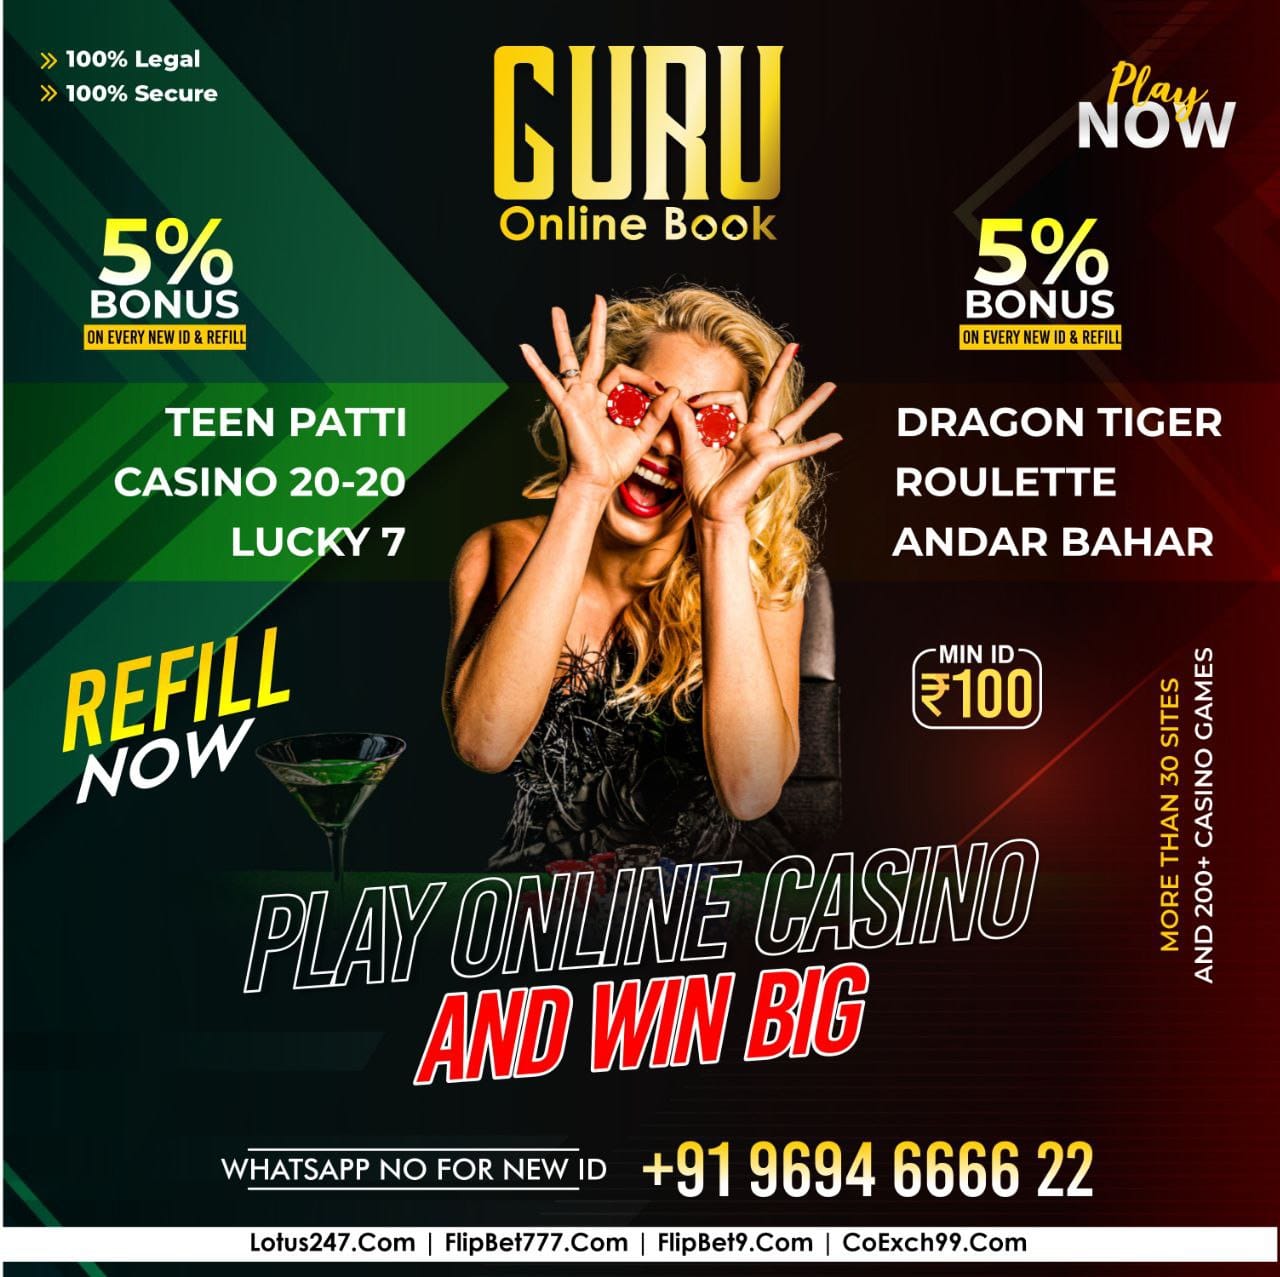 100% Legal
100% Secure
GURU
Online Book
Play
NOW
5%
BONUS
ON EVERY NEW ID & REFILL
5%
BONUS
ON EVERY NEW ID & REFILL
TEEN PATTI
CASINO 20-20
LUCKY 7
DRAGON TIGER
ROULETTE
ANDAR BAHAR
REFILL
NOW
MIN ID
₹100
MORE THAN 30 SITES
AND 200+ CASINO GAMES
PLAY ONLINE CASINO
AND WIN BIG
WHATSAPP NO FOR NEW ID +91 9694 6666 22
Lotus247.Com | FlipBet777.Com | FlipBet9.Com | CoExch99.Com